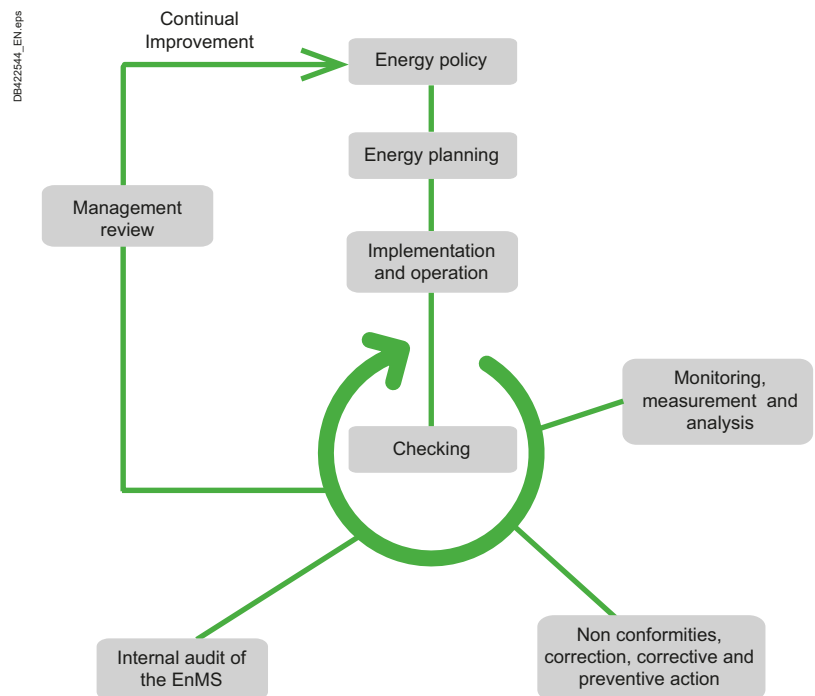 DB422544_EN.eps
Continual
Improvement
Energy policy
Energy planning
Management
review
Implementation
and operation
Monitoring,
measurement and
analysis
Checking
Internal audit of
the EnMS
Non conformities,
correction, corrective and
preventive action